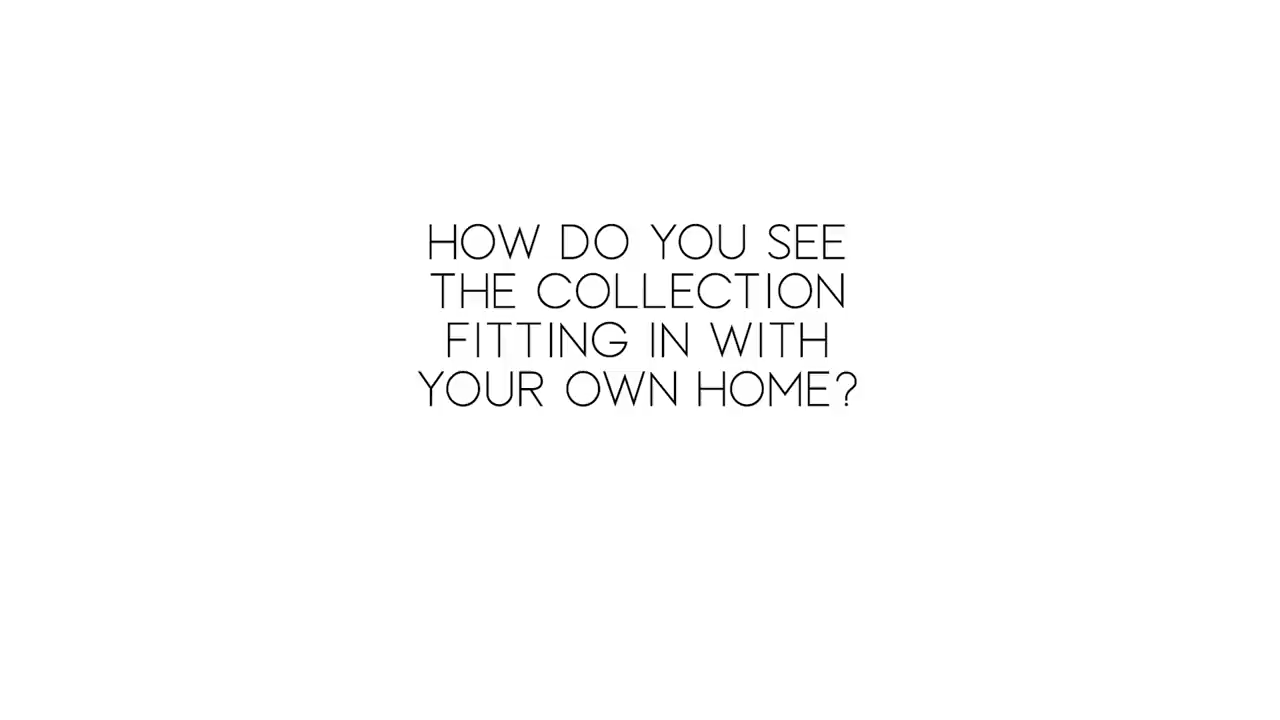 HOW DO YOU SEE
THE COLLECTION
FITTING IN WITH
YOUR OWN HOME?